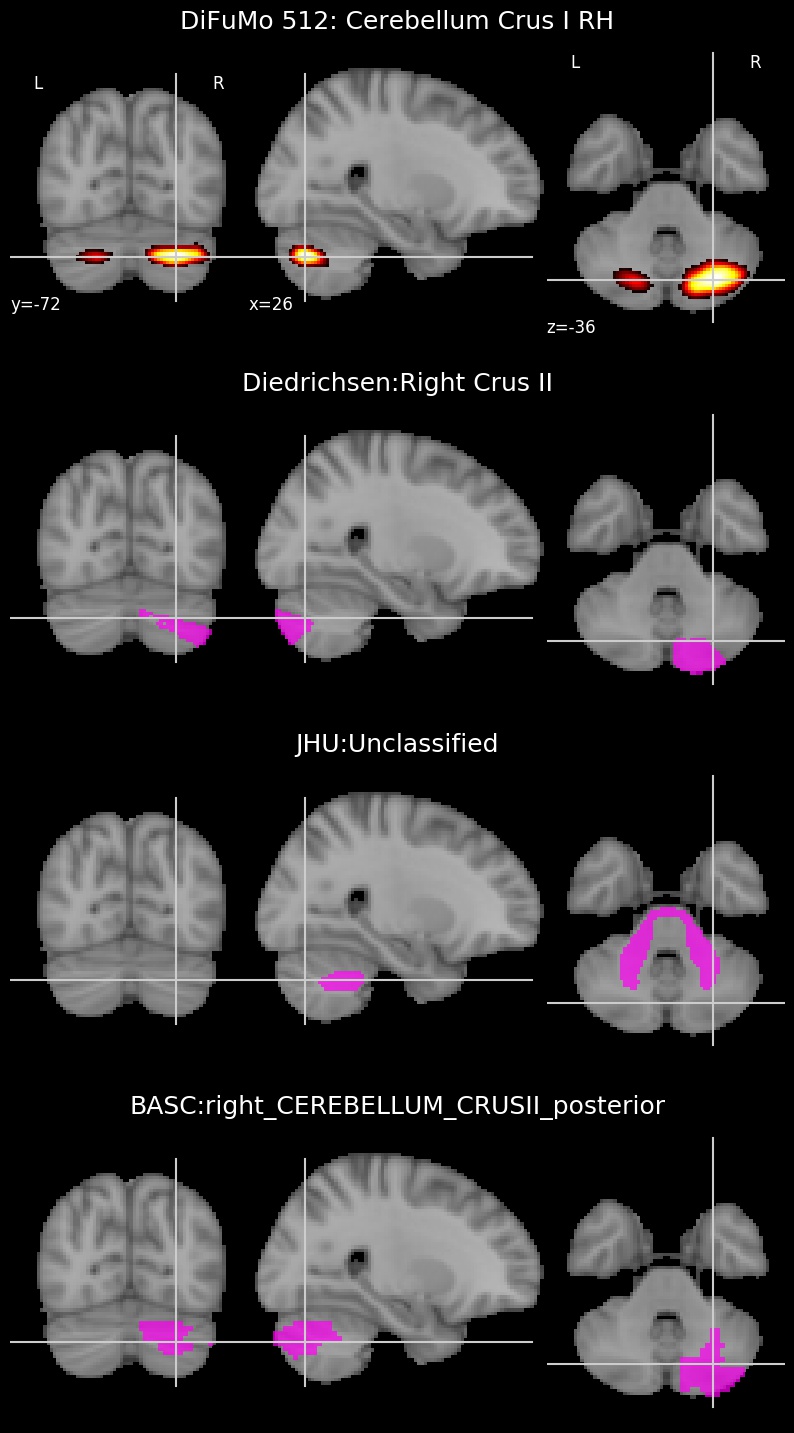 DiFuMo 512: Cerebellum Crus I RH
L R L R
y=-72 x=26 z=-36
Diedrichsen:Right Crus II
JHU:Unclassified
BASC:right_CEREBELLUM_CRUSII_posterior